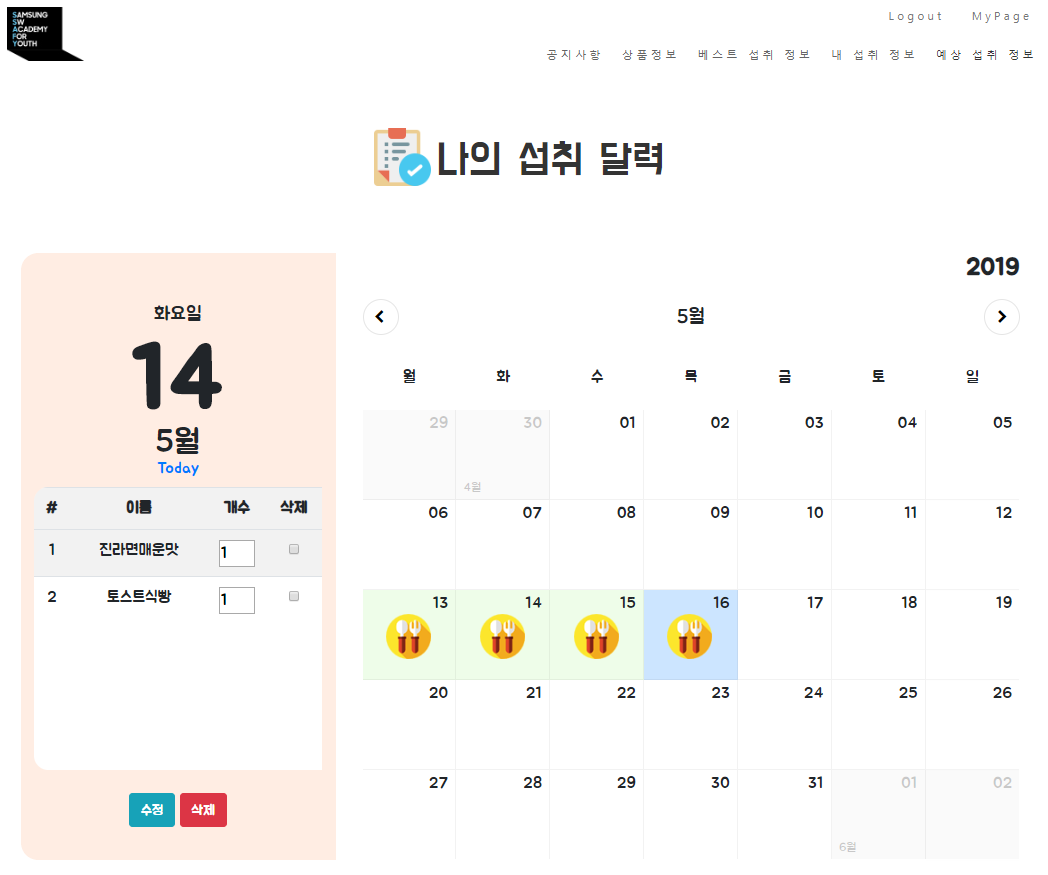 SAMSUNG
SW
ACADEMY
FOR
YOUTH
Logout MyPage
공지사항 상품정보 베스트 섭취 정보 내 섭취 정보 예상 섭취 정보
나의 섭취 달력
화요일
14
5월
Today
# 이름 개수 삭제
1 진라면매운맛 1
2 토스트식빵 1
수정 삭제
2019
5월
월 화 수 목 금 토 일
29 30 01 02 03 04 05
4월
06 07 08 09 10 11 12
13 14 15 16 17 18 19
20 21 22 23 24 25 26
27 28 29 30 31 01 02
6월